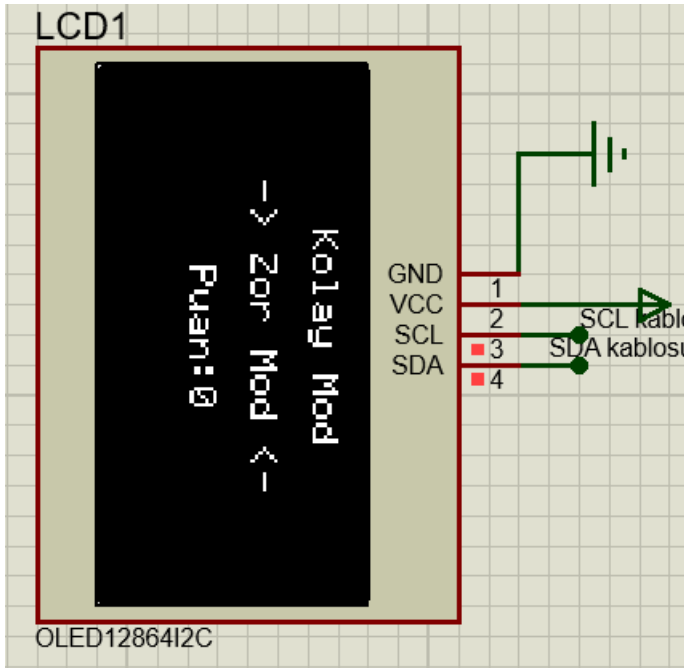 LCD1
Kolay Mod
-> Zor Mod <-
Puan:0
GND
1
VCC
2
SCL
3
SDA
4
SCL kablo
SDA kablosu
OLED12864I2C